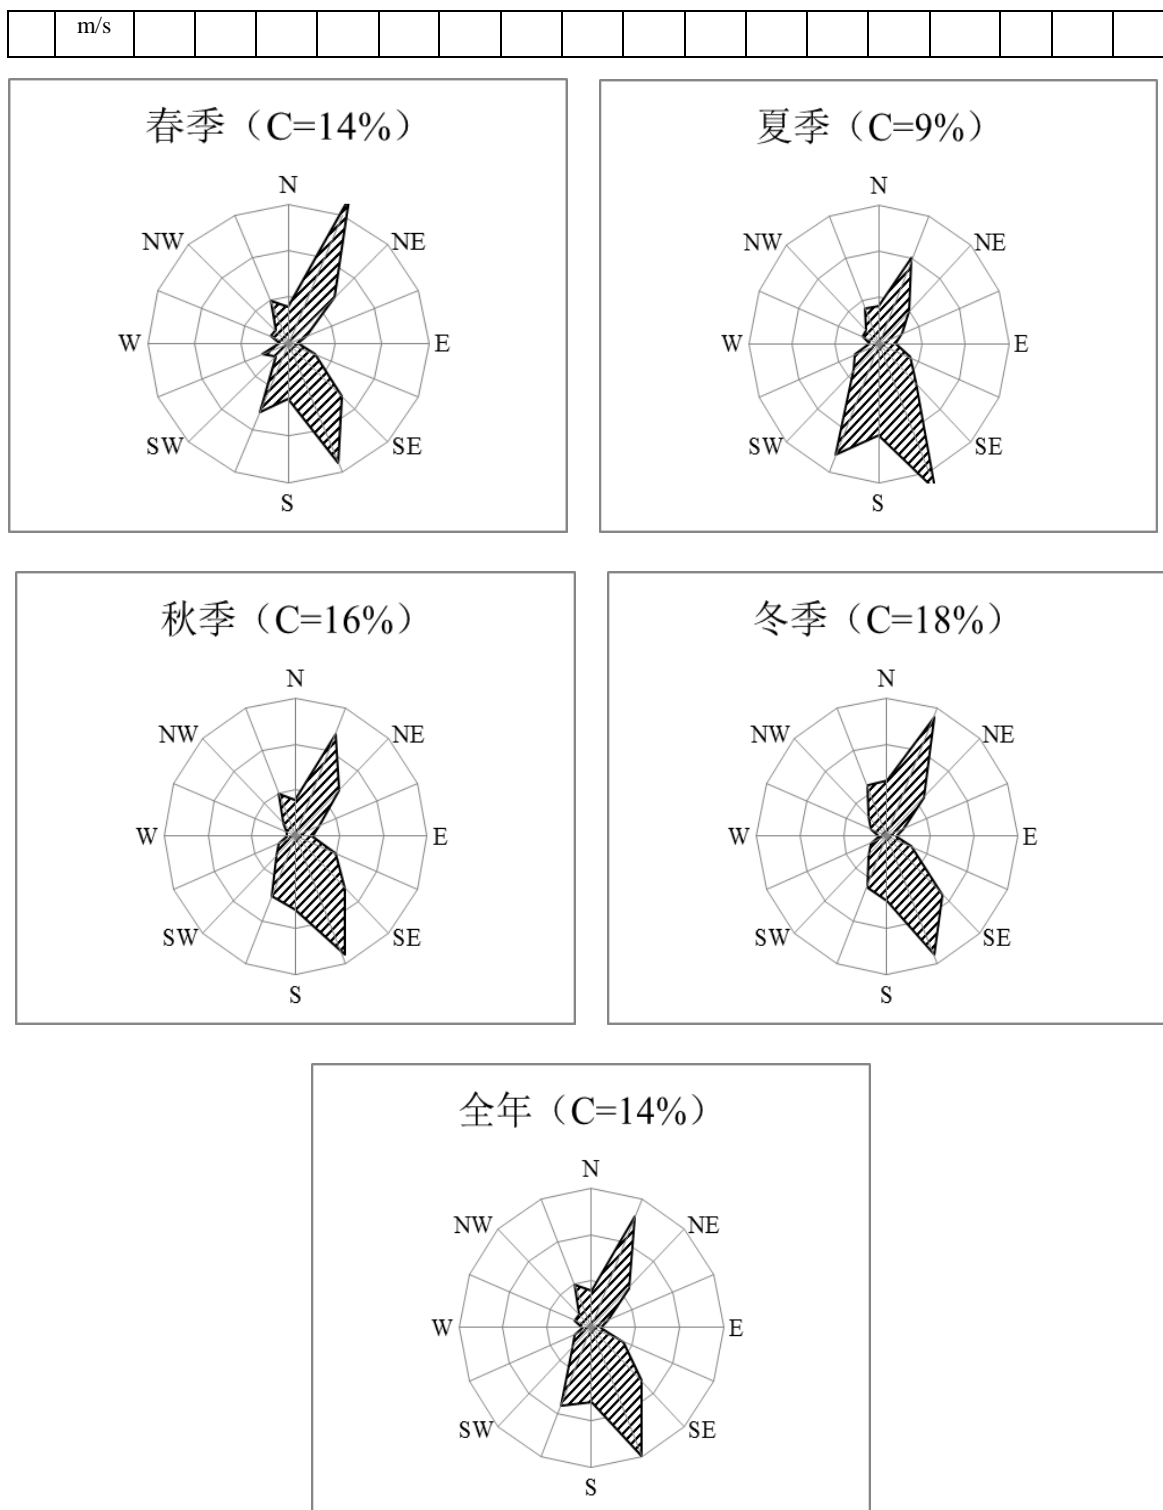 m/s
春季（C=14%）
N
NW NE
W E
SW SE
S
夏季（C=9%）
N
NW NE
W E
SW SE
S
秋季（C=16%）
N
NW NE
W E
SW SE
S
冬季（C=18%）
N
NW NE
W E
SW SE
S
全年（C=14%）
N
NW NE
W E
SW SE
S